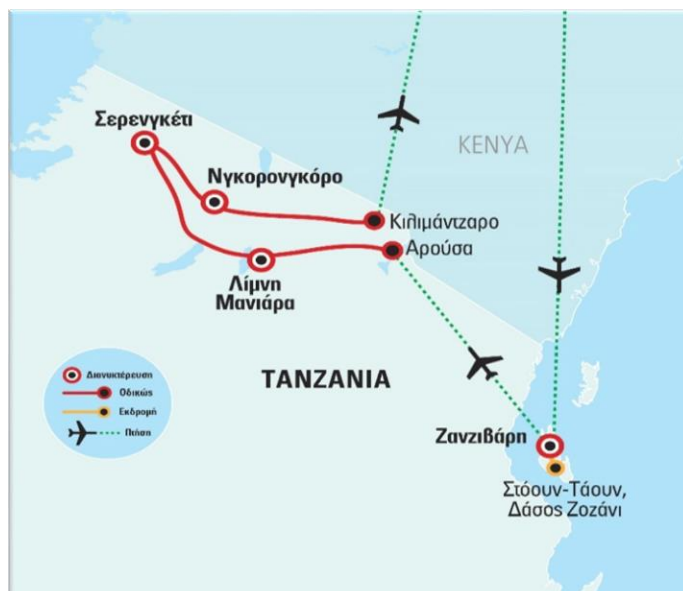 Σερενγκέτι
KENYA
Νγκορονγκόρο
Κιλιμάντζαρο
Αρούσα
Λίμνη
Μανιάρα
TANZANIA
Διανυκτέρευση
Οδικώς
Εκδρομή
Πτήση
Ζανζιβάρη
Στόουν-Τάουν,
Δάσος Ζοζάνι